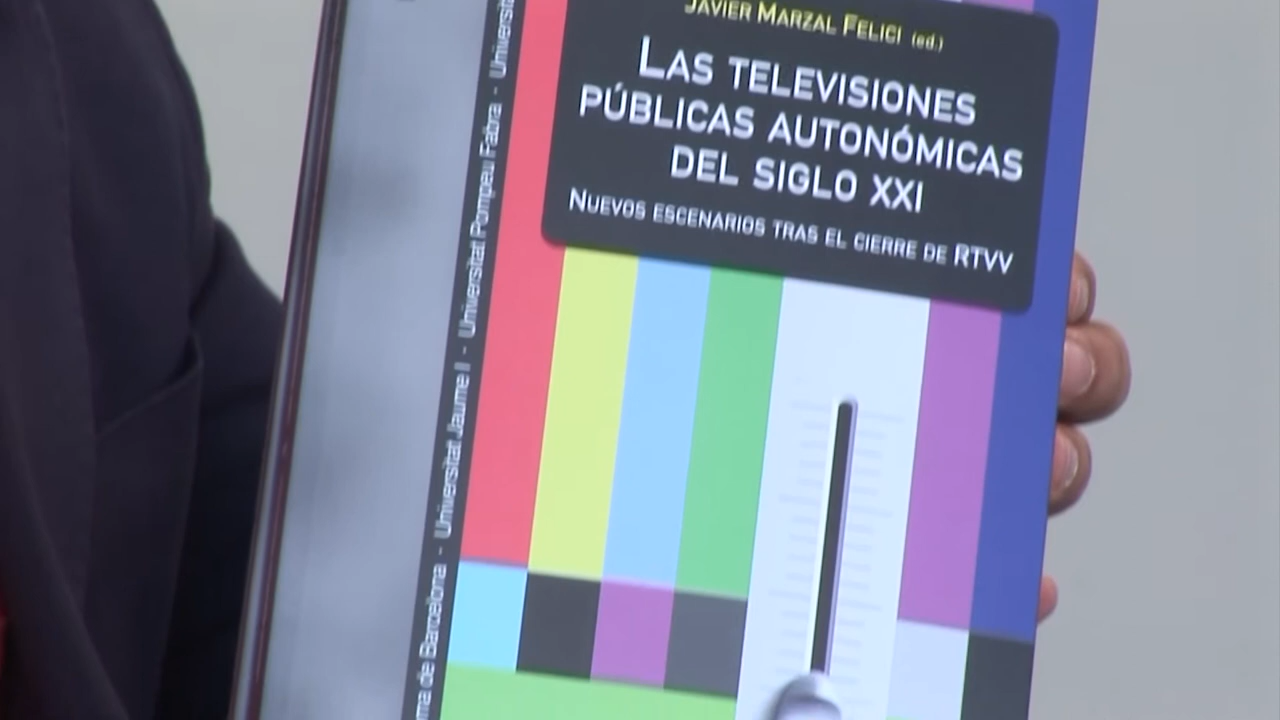 JAVIER MARZAL FELICI (ed.)
LAS TELEVISIONES
PÚBLICAS AUTONÓMICAS
DEL SIGLO XXI
NUEVOS ESCENARIOS TRAS EL CIERRE DE RTVV
de Barcelona - Universitat Jaume I - Universitat Pompeu Fabra -